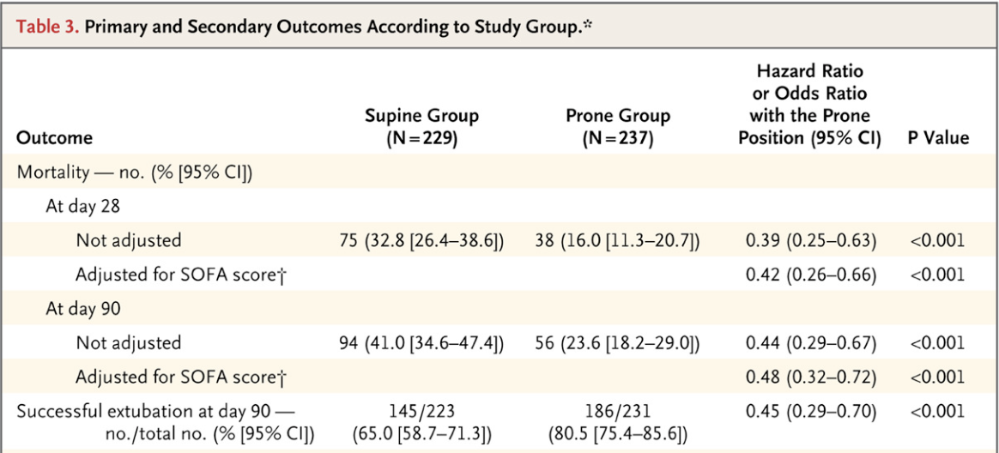 Table 3. Primary and Secondary Outcomes According to Study Group.*
Outcome Supine Group (N=229) Prone Group (N=237) Hazard Ratio or Odds Ratio with the Prone Position (95% CI) P Value
Mortality — no. (% [95% CI])
At day 28
Not adjusted 75 (32.8 [26.4–38.6]) 38 (16.0 [11.3–20.7]) 0.39 (0.25–0.63) <0.001
Adjusted for SOFA score† 0.42 (0.26–0.66) <0.001
At day 90
Not adjusted 94 (41.0 [34.6–47.4]) 56 (23.6 [18.2–29.0]) 0.44 (0.29–0.67) <0.001
Adjusted for SOFA score† 0.48 (0.32–0.72) <0.001
Successful extubation at day 90 — 145/223 186/231 0.45 (0.29–0.70) <0.001
no./total no. (% [95% CI]) (65.0 [58.7–71.3]) (80.5 [75.4–85.6])